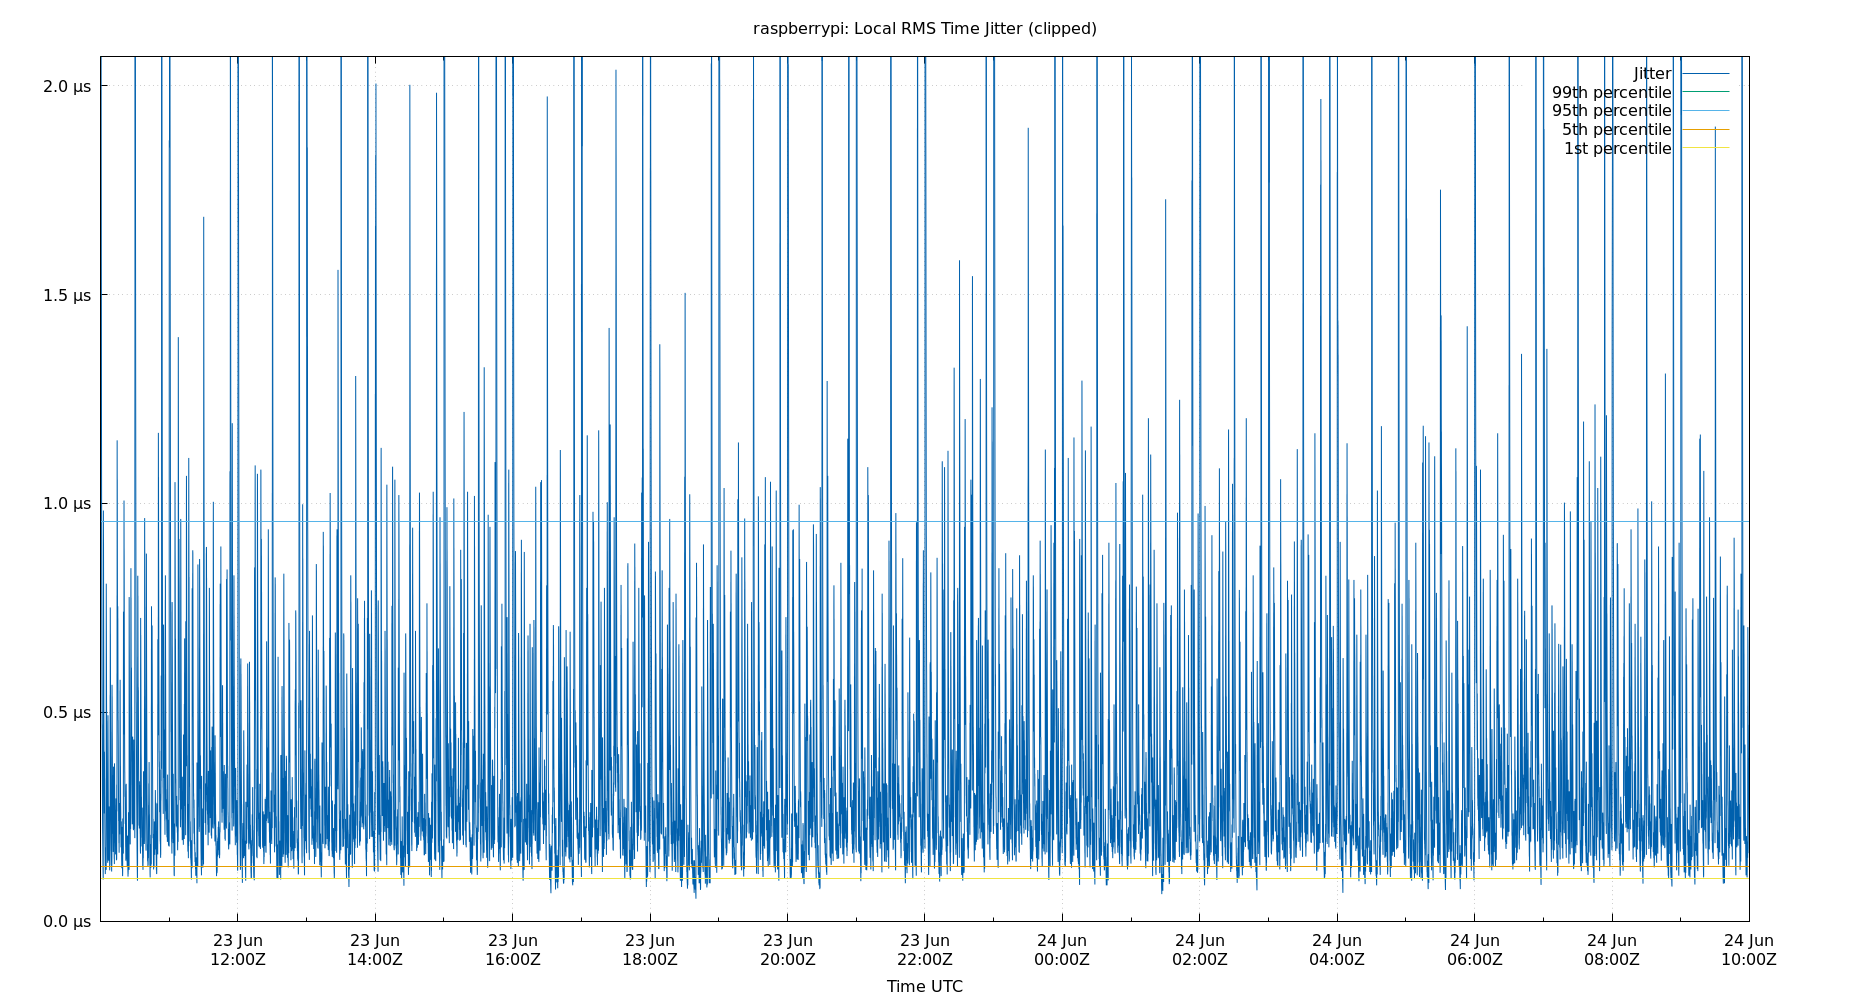 raspberrypi: Local RMS Time Jitter (clipped)
2.0 µs
1.5 µs
1.0 µs
0.5 µs
0.0 µs
Jitter
99th percentile
95th percentile
5th percentile
1st percentile
23 Jun
12:00Z
23 Jun
14:00Z
23 Jun
16:00Z
23 Jun
18:00Z
23 Jun
20:00Z
23 Jun
22:00Z
24 Jun
00:00Z
24 Jun
02:00Z
24 Jun
04:00Z
24 Jun
06:00Z
24 Jun
08:00Z
24 Jun
10:00Z
Time UTC